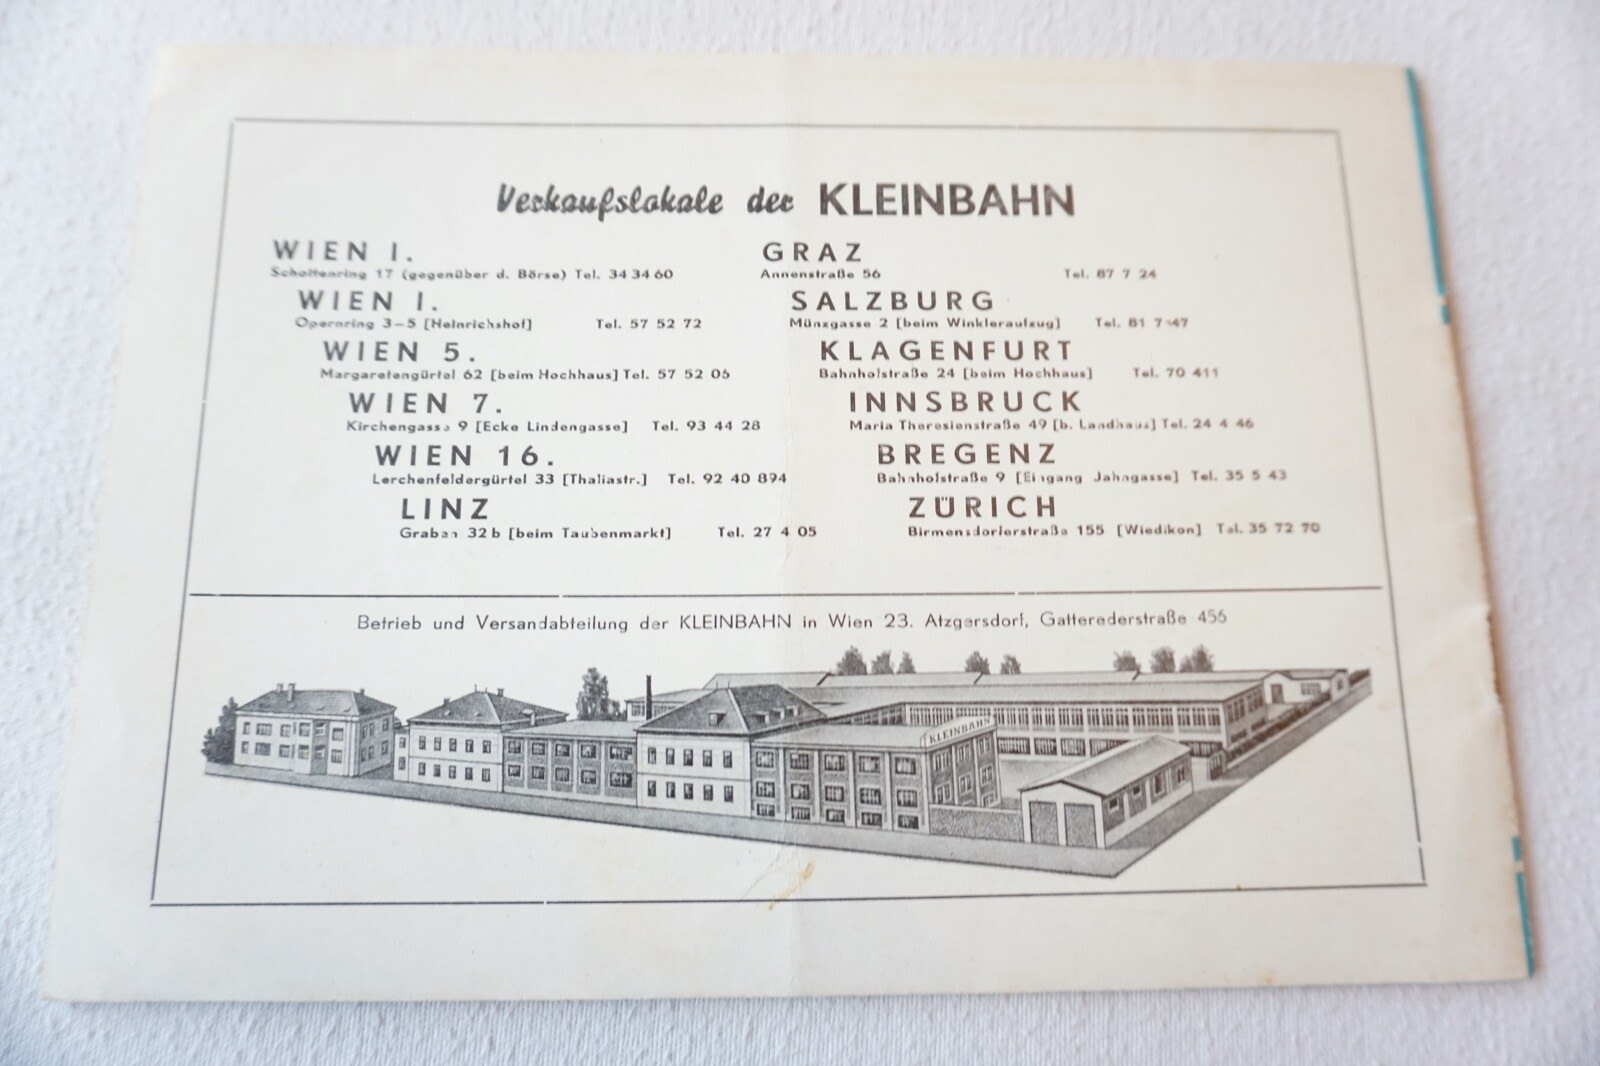 Verkaufslokale der KLEINBAHN
WIEN I.
Schottenring 17 (gegenüber d. Börse) Tel. 34 34 60
WIEN I.
Opernring 3–5 [Heinrichshof] Tel. 57 52 72
WIEN 5.
Margaretengürtel 62 [beim Hochhaus] Tel. 57 52 05
WIEN 7.
Kirchengasse 9 [Ecke Lindengasse] Tel. 93 44 28
WIEN 16.
Lerchenfeldergürtel 33 [Thaliastr.] Tel. 92 40 894
LINZ
Graben 32 b [beim Taubenmarkt] Tel. 27 4 05
GRAZ
Annenstraße 56 Tel. 87 7 24
SALZBURG
Münzgasse 2 [beim Winkleraufzug] Tel. 81 7 47
KLAGENFURT
Bahnhofstraße 24 [beim Hochhaus] Tel. 70 411
INNSBRUCK
Maria Theresienstraße 49 [b. Landhaus] Tel. 24 4 46
BREGENZ
Bahnhofstraße 9 [Eingang Jahngasse] Tel. 35 5 43
ZÜRICH
Birmensdorferstraße 155 [Wiedikon] Tel. 35 72 70
Betrieb und Versandabteilung der KLEINBAHN in Wien 23. Atzgersdorf, Gatterederstraße 456
KLEINBAHN